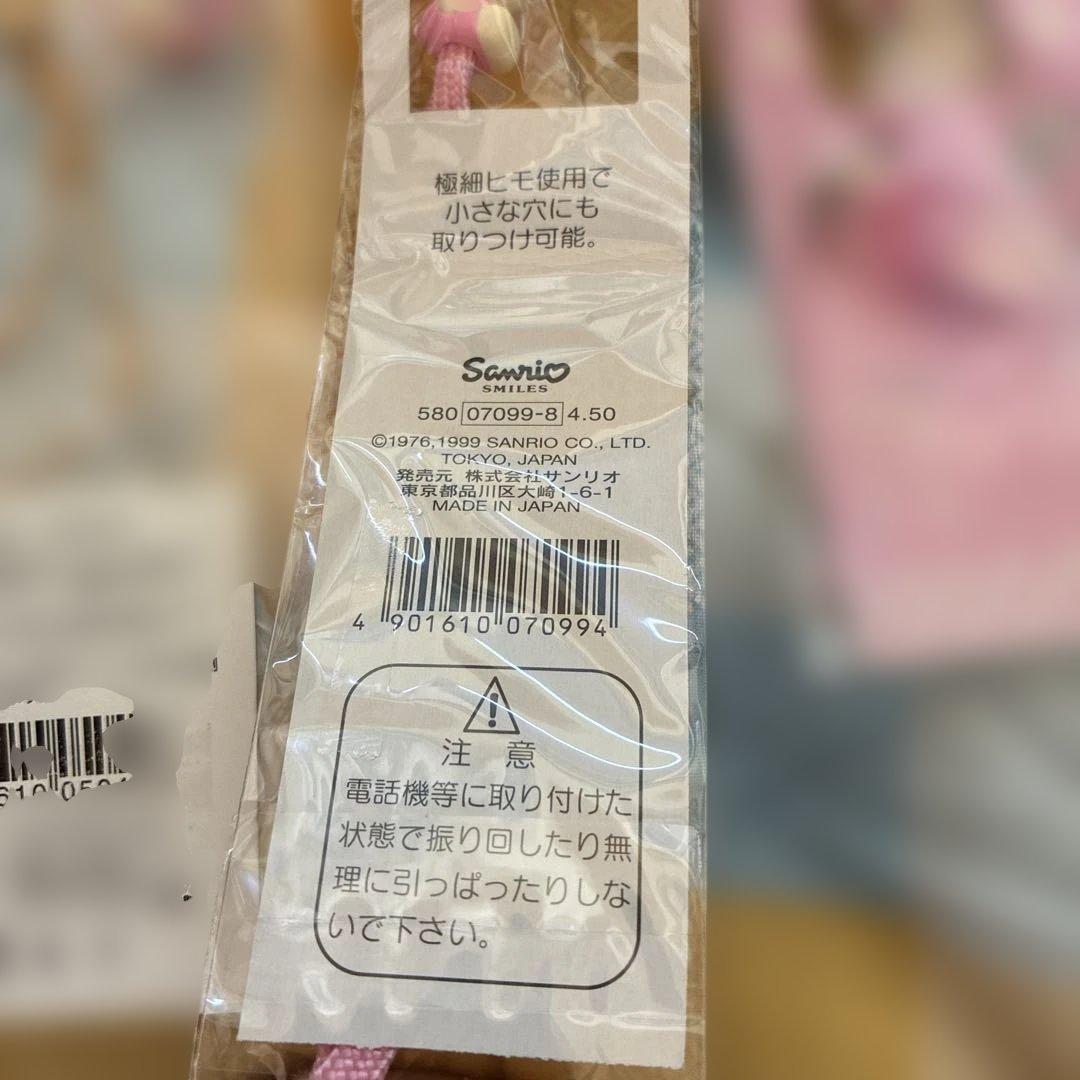 極細ヒモ使用で
小さな穴にも
取りつけ可能。
Sanrio
SMILES
580 07099-8 4.50
©1976,1999 SANRIO CO., LTD.
TOKYO, JAPAN
発売元 株式会社サンリオ
東京都品川区大崎1-6-1
MADE IN JAPAN
4 901610 070994
注 意
電話機等に取り付けた
状態で振り回したり無
理に引っぱったりしな
いで下さい。